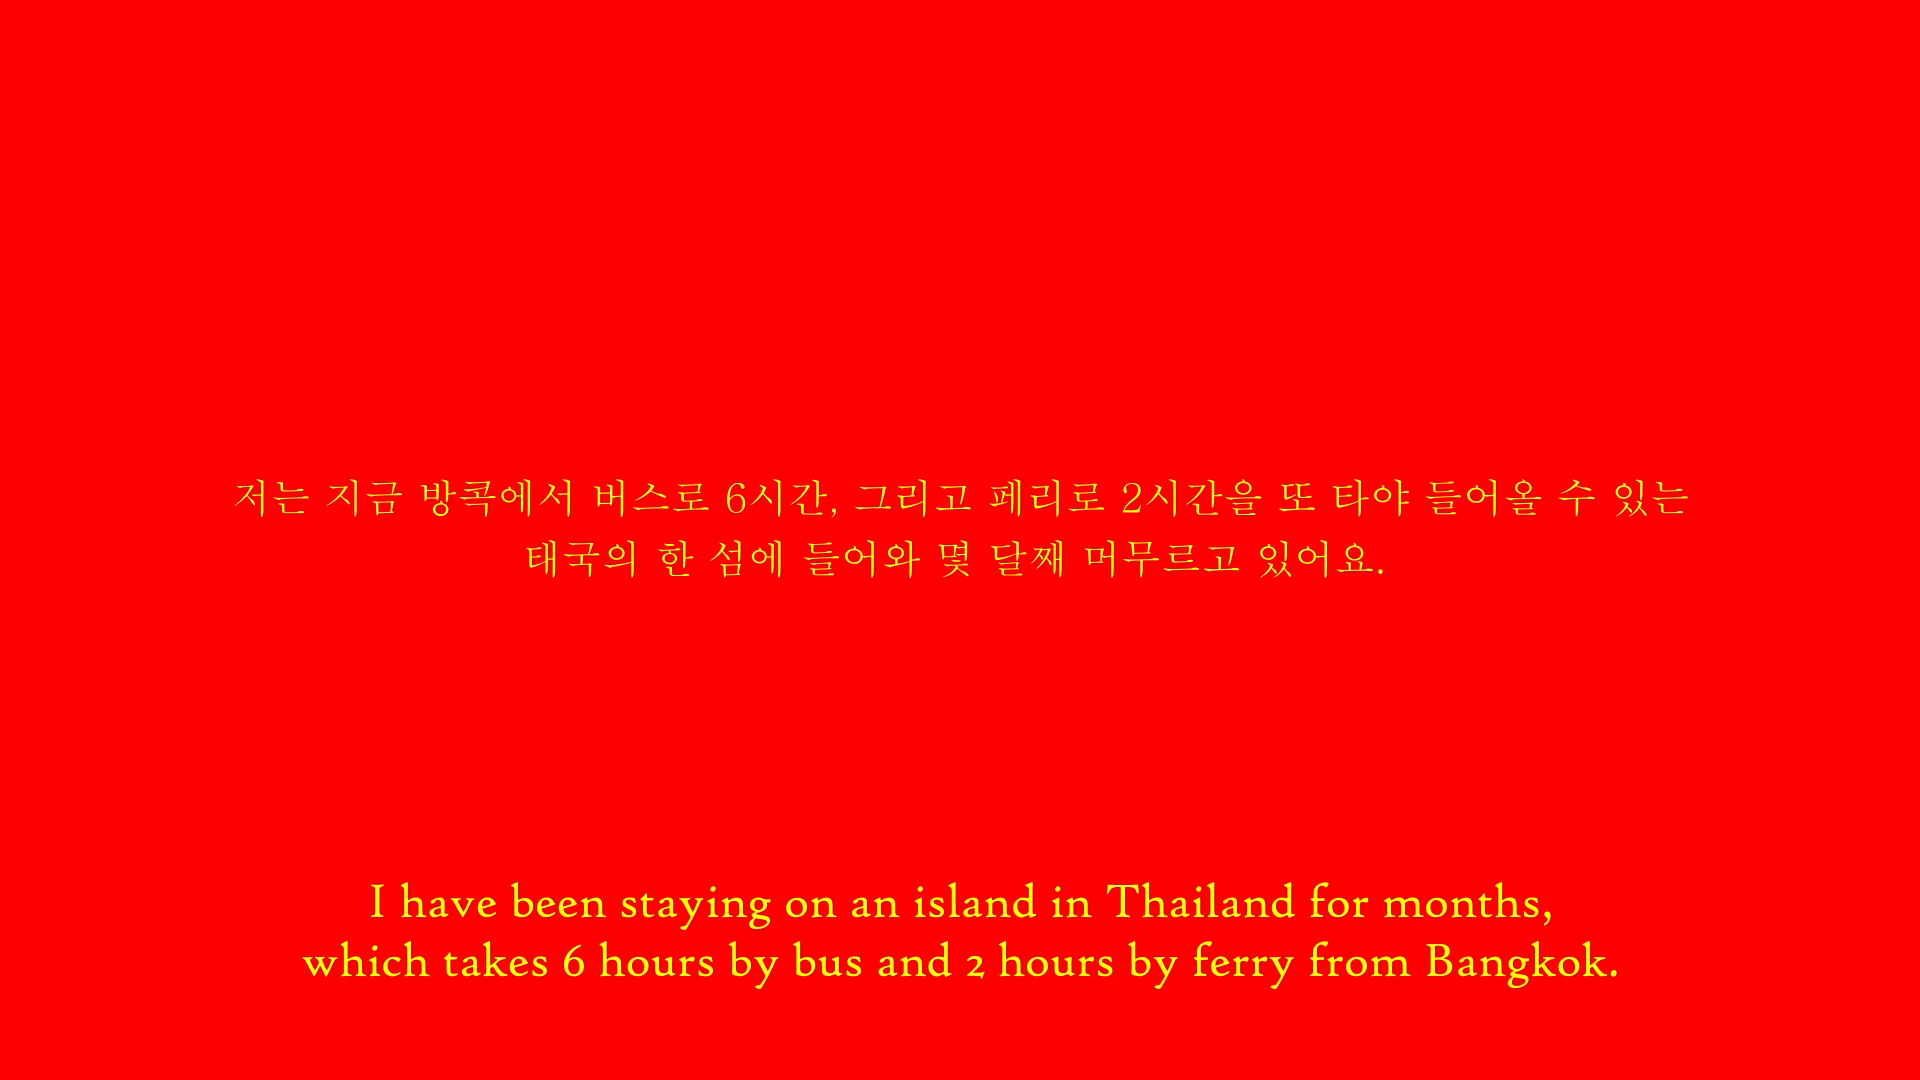 저는 지금 방콕에서 버스로 6시간, 그리고 페리로 2시간을 또 타야 들어올 수 있는
태국의 한 섬에 들어와 몇 달째 머무르고 있어요.
I have been staying on an island in Thailand for months,
which takes 6 hours by bus and 2 hours by ferry from Bangkok.